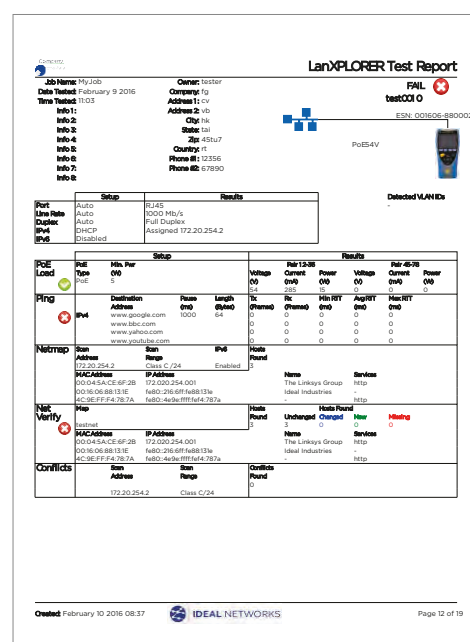 LanXPLORER Test Report
Job Name: MyJob Owner: tester FAIL
Date Tested: February 9 2016 Company: fg test0010
Time Tested: 11:03 Address 1: cv
Info 1: Address 2: vb ESN: 001606-880002
Info 2: City: hk
Info 3: State: tai
Info 4: Zip: 45tu7 PoE54V
Info 5: Country: rt
Info 6: Phone #1: 12356
Info 7: Phone #2: 67890
Info 8:
Setup Results Detected VLAN IDs
Port Auto RJ45 -
Line Rate Auto 1000 Mb/s
Duplex Auto Full Duplex
IPv4 DHCP Assigned 172.20.254.2
IPv6 Disabled
Setup Results
PoE Load PoE Type Min. Pwr (W) Pair 12-36 Pair 45-78
Voltage (V) Current (mA) Power (W) Voltage (V) Current (mA) Power (W)
PoE 5 54 285 15 0 0 0
Ping Destination Address Pause (ms) Length (Bytes) Tx (Frames) Rx (Frames) Min RTT (ms) Avg RTT (ms) Max RTT (ms)
IPv4 www.google.com 1000 64 0 0 0 0 0
www.bbc.com 0 0 0 0 0
www.yahoo.com 0 0 0 0 0
www.youtube.com 0 0 0 0 0
Netmap Scan Address Scan Range IPv6 Hosts Found
172.20.254.2 Class C /24 Enabled 3
MAC Address IP Address Name Services
00:04:5A:CE:6F:2B 172.020.254.001 The Linksys Group http
00:16:06:88:13:1E fe80::216:6ff:fe88:131e Ideal Industries -
4C:9E:FF:F4:78:7A fe80::4e9e:ffff:fef4:787a - http
Net Verify Map Hosts Found Hosts Found
Unchanged Changed New Missing
testnet 3 3 0 0 0
MAC Address IP Address Name Services
00:04:5A:CE:6F:2B 172.020.254.001 The Linksys Group http
00:16:06:88:13:1E fe80::216:6ff:fe88:131e Ideal Industries -
4C:9E:FF:F4:78:7A fe80::4e9e:ffff:fef4:787a - http
Conflicts Scan Address Scan Range Conflicts Found
0
172.20.254.2 Class C/24
Created: February 10 2016 08:37 IDEAL NETWORKS Page 12 of 19